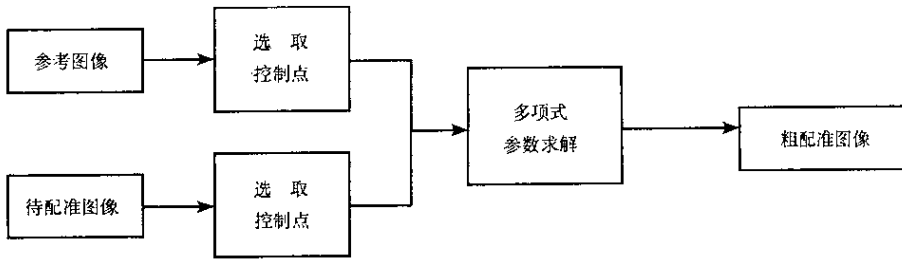 参考图像
选 取
控制点
多项式
参数求解
粗配准图像
待配准图像
选 取
控制点